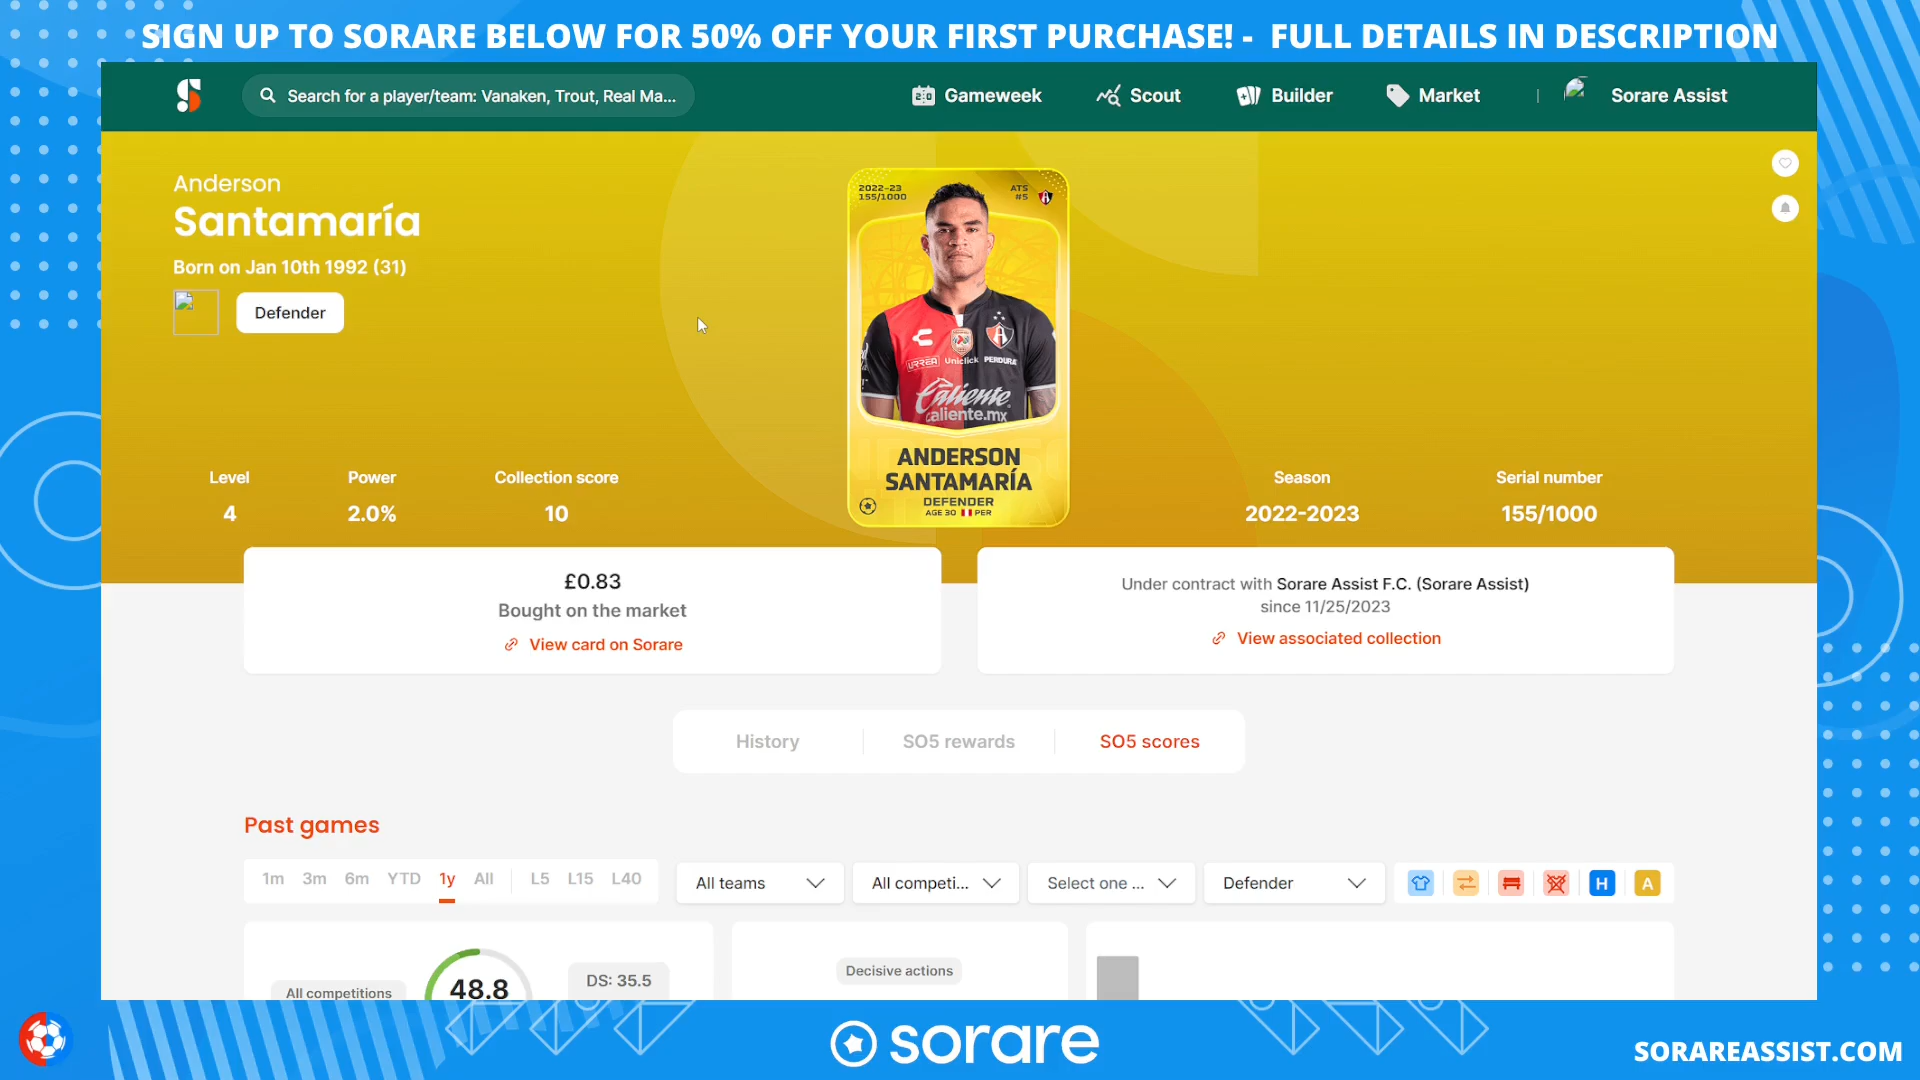 SIGN UP TO SORARE BELOW FOR 50% OFF YOUR FIRST PURCHASE! - FULL DETAILS IN DESCRIPTION
Search for a player/team: Vanaken, Trout, Real Ma...
Gameweek
Scout
Builder
Market
Sorare Assist
Anderson
Santamaría
Born on Jan 10th 1992 (31)
Defender
2022-23
155/1000
ATS
#5
URREA Uniclick PERDURA
Caliente
caliente.mx
ANDERSON
SANTAMARÍA
DEFENDER
AGE 30 PER
Level
4
Power
2.0%
Collection score
10
Season
2022-2023
Serial number
155/1000
£0.83
Bought on the market
View card on Sorare
Under contract with Sorare Assist F.C. (Sorare Assist)
since 11/25/2023
View associated collection
History
SO5 rewards
SO5 scores
Past games
1m 3m 6m YTD 1y All L5 L15 L40
All teams
All competi...
Select one ...
Defender
H
A
All competitions
48.8
DS: 35.5
Decisive actions
sorare
SORAREASSIST.COM